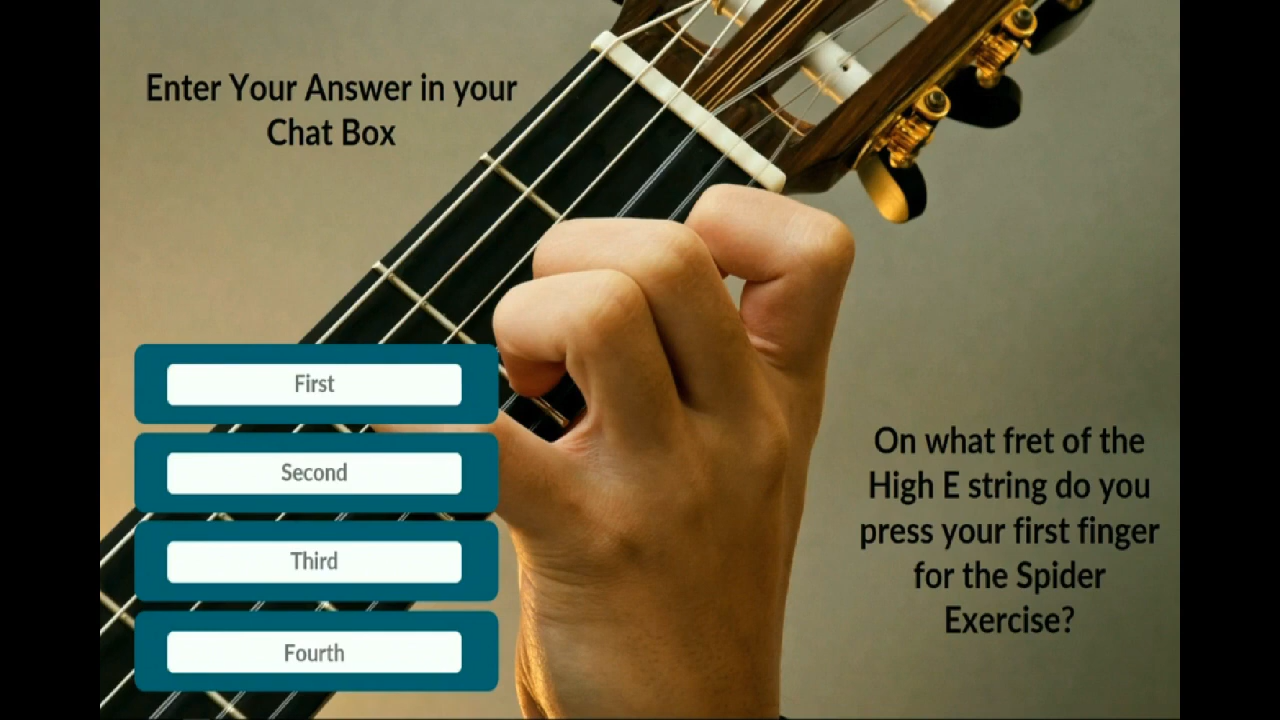 Enter Your Answer in your
Chat Box
First
Second
Third
Fourth
On what fret of the
High E string do you
press your first finger
for the Spider
Exercise?